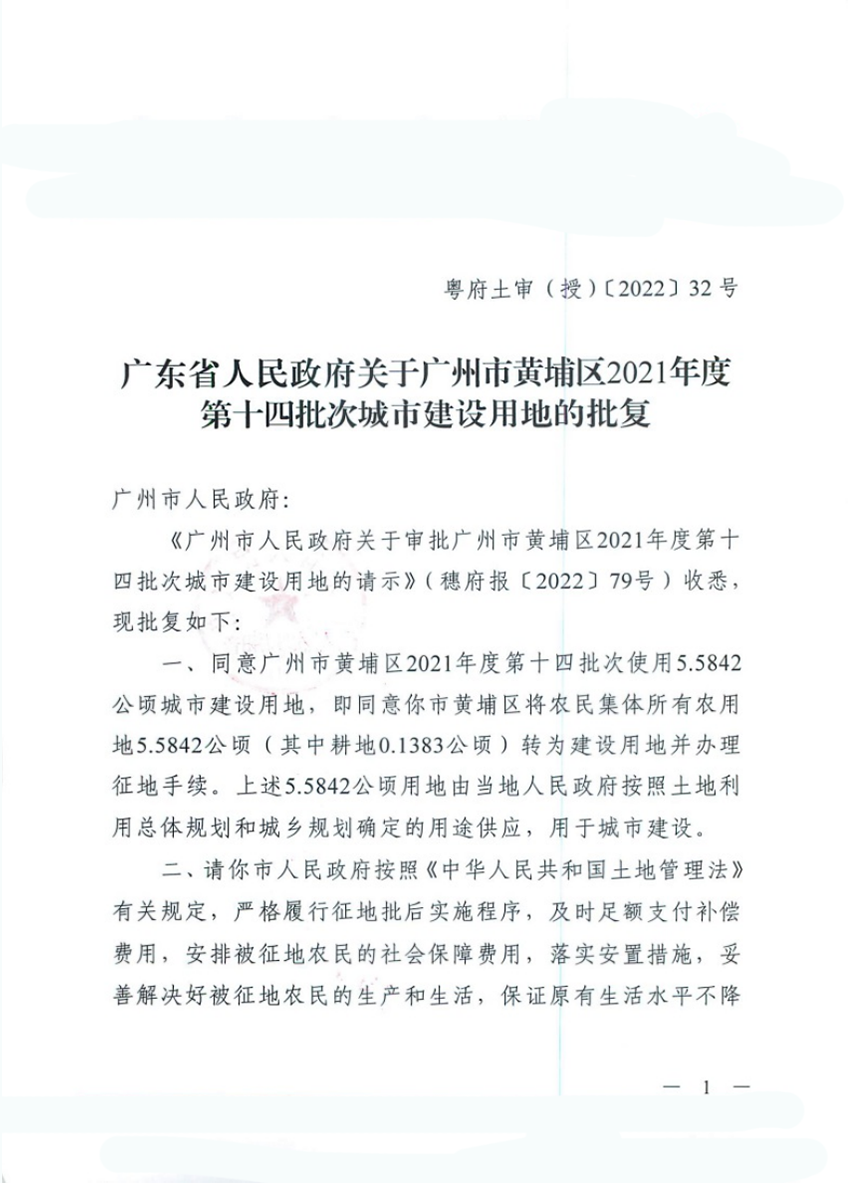 粤府土审（授）〔2022〕32 号
广东省人民政府关于广州市黄埔区2021年度
第十四批次城市建设用地的批复
广州市人民政府：
《广州市人民政府关于审批广州市黄埔区2021年度第十
四批次城市建设用地的请示》（穗府报〔2022〕79号）收悉，
现批复如下：
一、同意广州市黄埔区2021年度第十四批次使用5.5842
公顷城市建设用地，即同意你市黄埔区将农民集体所有农用
地5.5842公顷（其中耕地0.1383公顷）转为建设用地并办理
征地手续。上述5.5842公顷用地由当地人民政府按照土地利
用总体规划和城乡规划确定的用途供应，用于城市建设。
二、请你市人民政府按照《中华人民共和国土地管理法》
有关规定，严格履行征地批后实施程序，及时足额支付补偿
费用，安排被征地农民的社会保障费用，落实安置措施，妥
善解决好被征地农民的生产和生活，保证原有生活水平不降
— 1 —